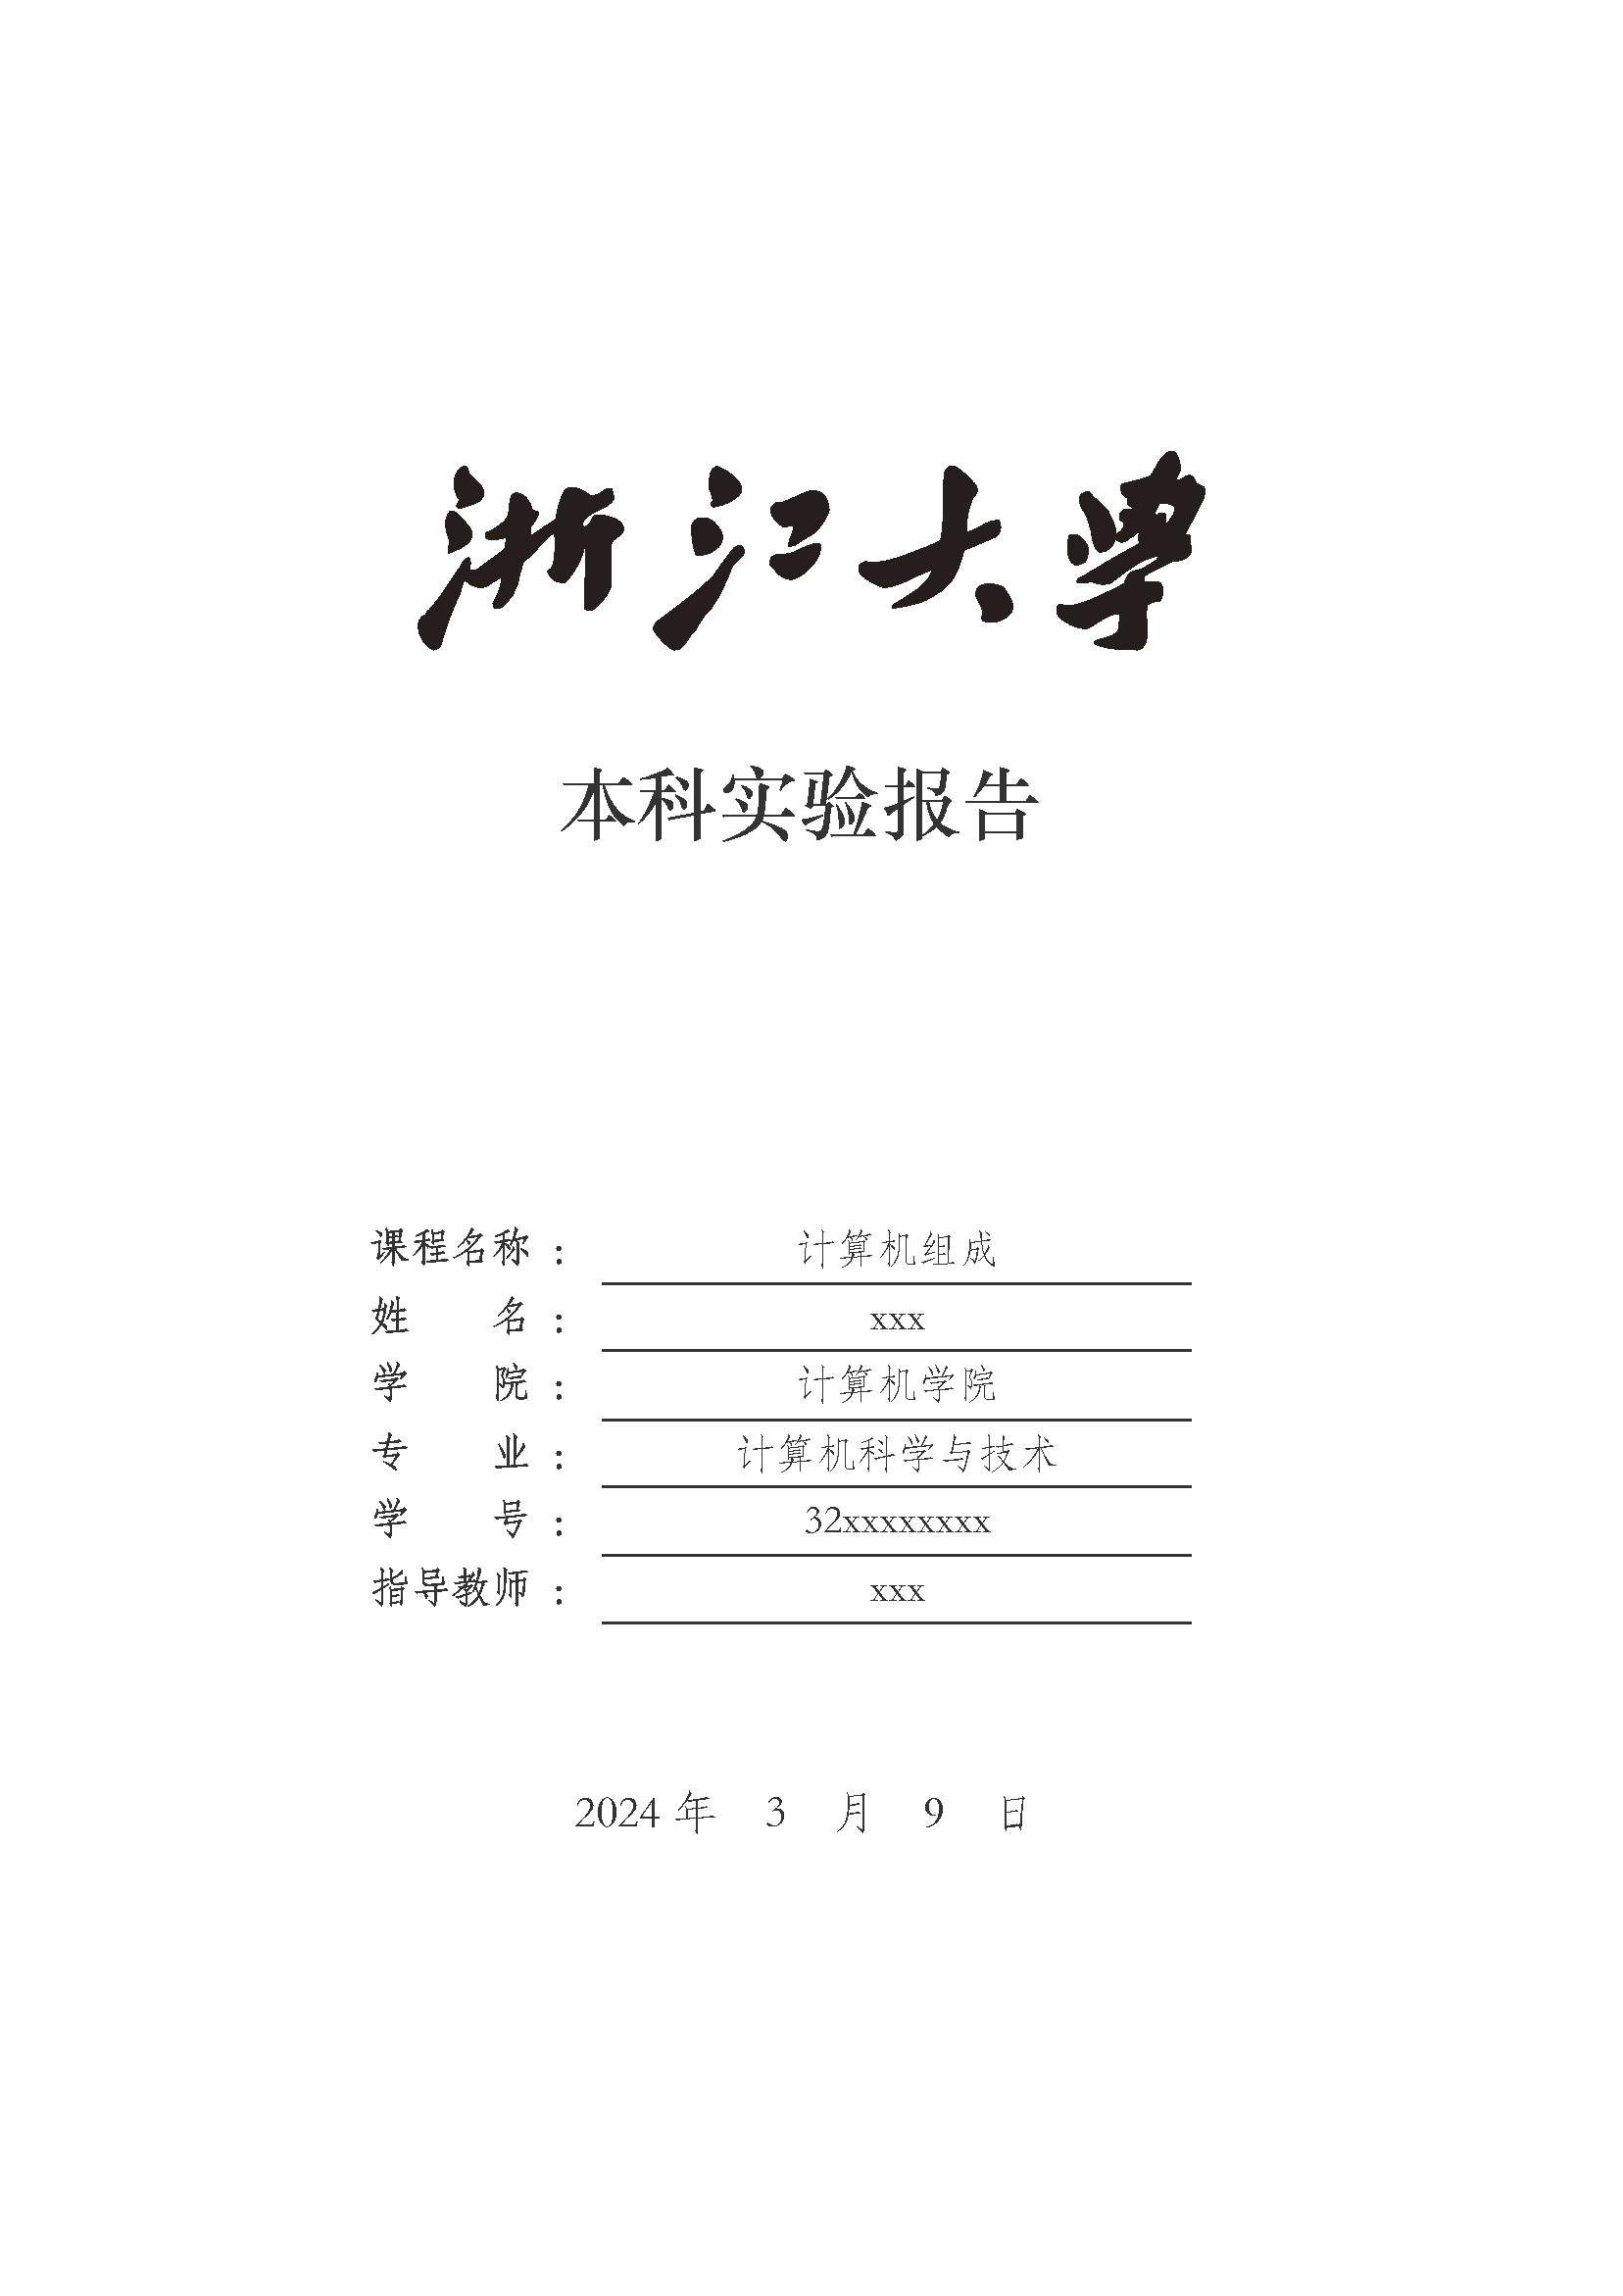 浙江大学
本科实验报告
课程名称：计算机组成
姓 名：xxx
学 院：计算机学院
专 业：计算机科学与技术
学 号：32xxxxxxxx
指导教师：xxx
2024 年 3 月 9 日